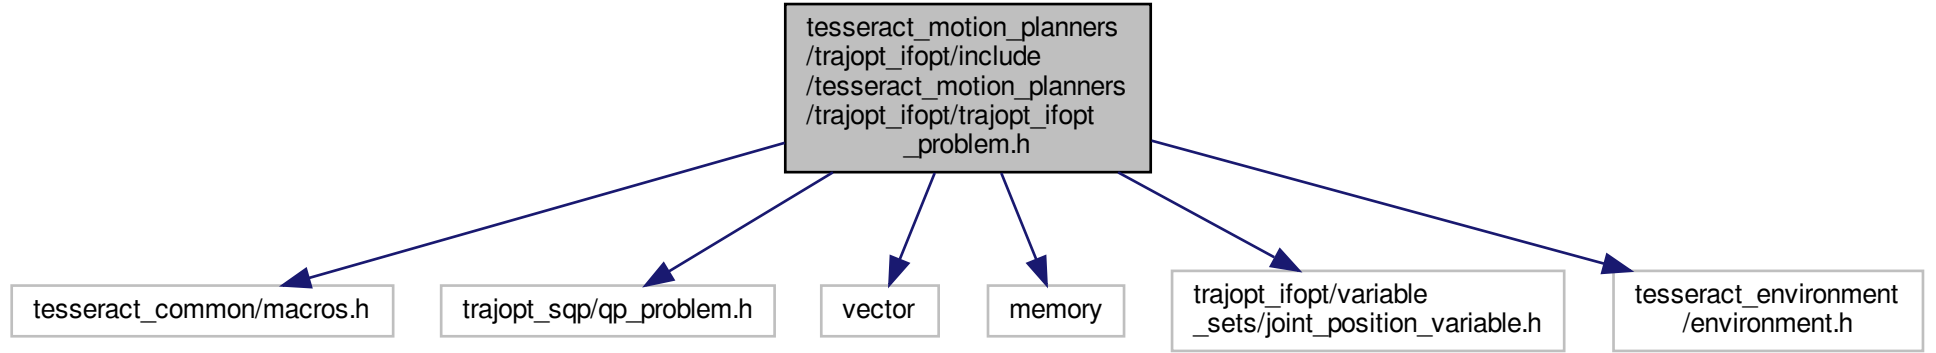 tesseract_motion_planners
/trajopt_ifopt/include
/tesseract_motion_planners
/trajopt_ifopt/trajopt_ifopt
_problem.h
tesseract_common/macros.h
trajopt_sqp/qp_problem.h
vector
memory
trajopt_ifopt/variable
_sets/joint_position_variable.h
tesseract_environment
/environment.h